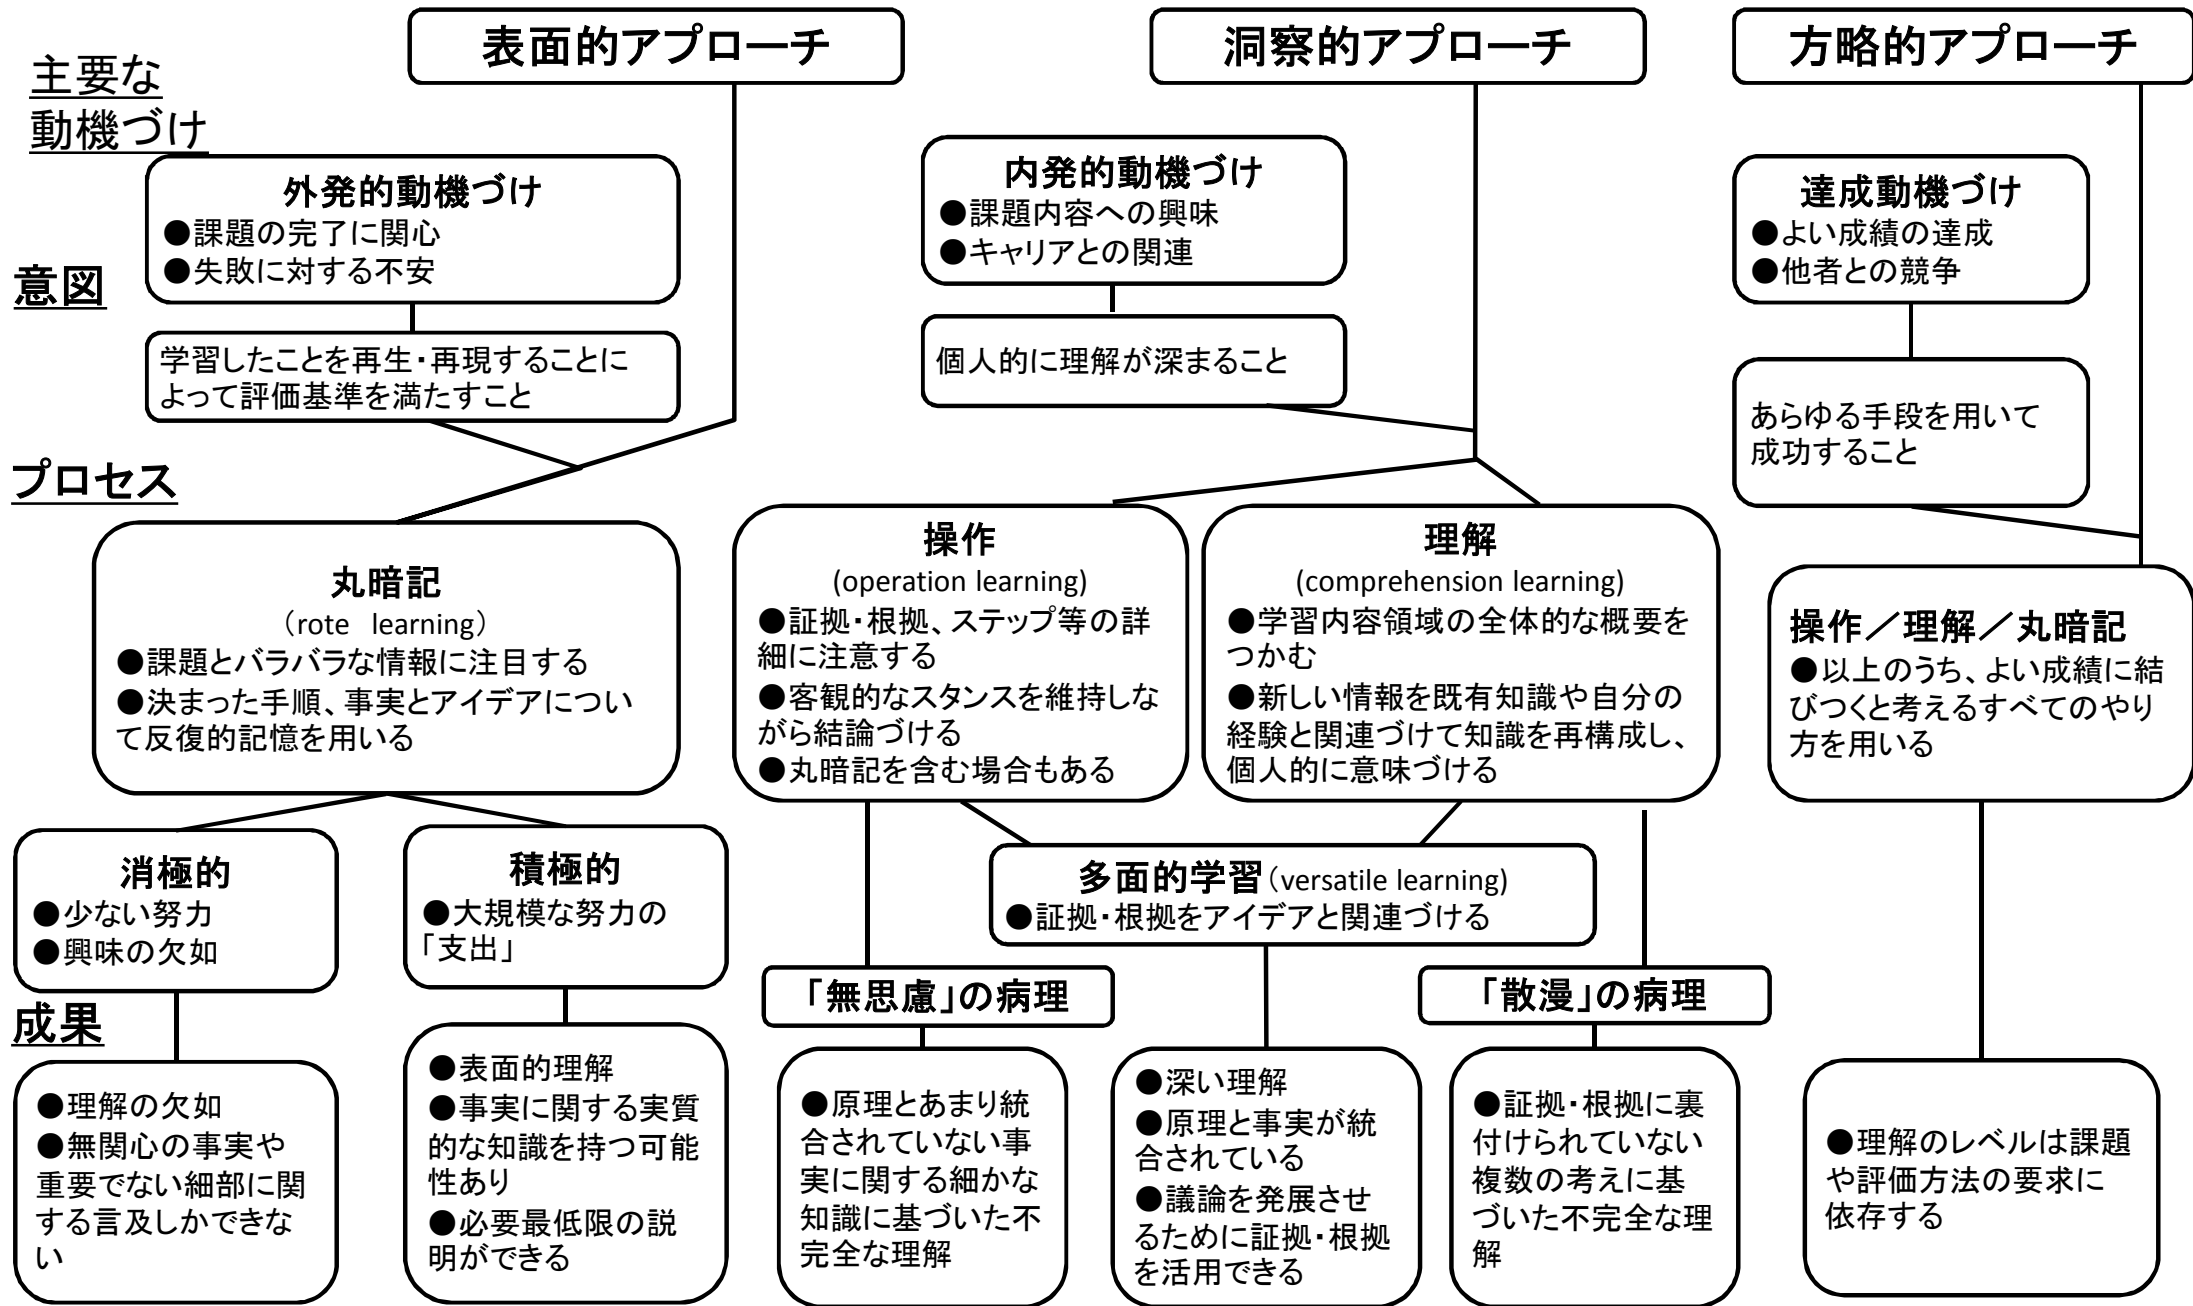 表面的アプローチ
洞察的アプローチ
方略的アプローチ
主要な
動機づけ
外発的動機づけ
●課題の完了に関心
●失敗に対する不安
内発的動機づけ
●課題内容への興味
●キャリアとの関連
達成動機づけ
●よい成績の達成
●他者との競争
意図
学習したことを再生・再現することに
よって評価基準を満たすこと
個人的に理解が深まること
あらゆる手段を用いて
成功すること
プロセス
丸暗記
（rote learning）
●課題とバラバラな情報に注目する
●決まった手順、事実とアイデアについ
て反復的記憶を用いる
操作
(operation learning)
●証拠・根拠、ステップ等の詳
細に注意する
●客観的なスタンスを維持しな
がら結論づける
●丸暗記を含む場合もある
理解
(comprehension learning)
●学習内容領域の全体的な概要を
つかむ
●新しい情報を既有知識や自分の
経験と関連づけて知識を再構成し、
個人的に意味づける
操作／理解／丸暗記
●以上のうち、よい成績に結
びつくと考えるすべてのやり
方を用いる
消極的
●少ない努力
●興味の欠如
積極的
●大規模な努力の
「支出」
多面的学習（versatile learning)
●証拠・根拠をアイデアと関連づける
「無思慮」の病理
「散漫」の病理
成果
●理解の欠如
●無関心の事実や
重要でない細部に関
する言及しかできな
い
●表面的理解
●事実に関する実質
的な知識を持つ可能
性あり
●必要最低限の説
明ができる
●原理とあまり統
合されていない事
実に関する細かな
知識に基づいた不
完全な理解
●深い理解
●原理と事実が統
合されている
●議論を発展させ
るために証拠・根拠
を活用できる
●証拠・根拠に裏
付けられていない
複数の考えに基
づいた不完全な理
解
●理解のレベルは課題
や評価方法の要求に
依存する